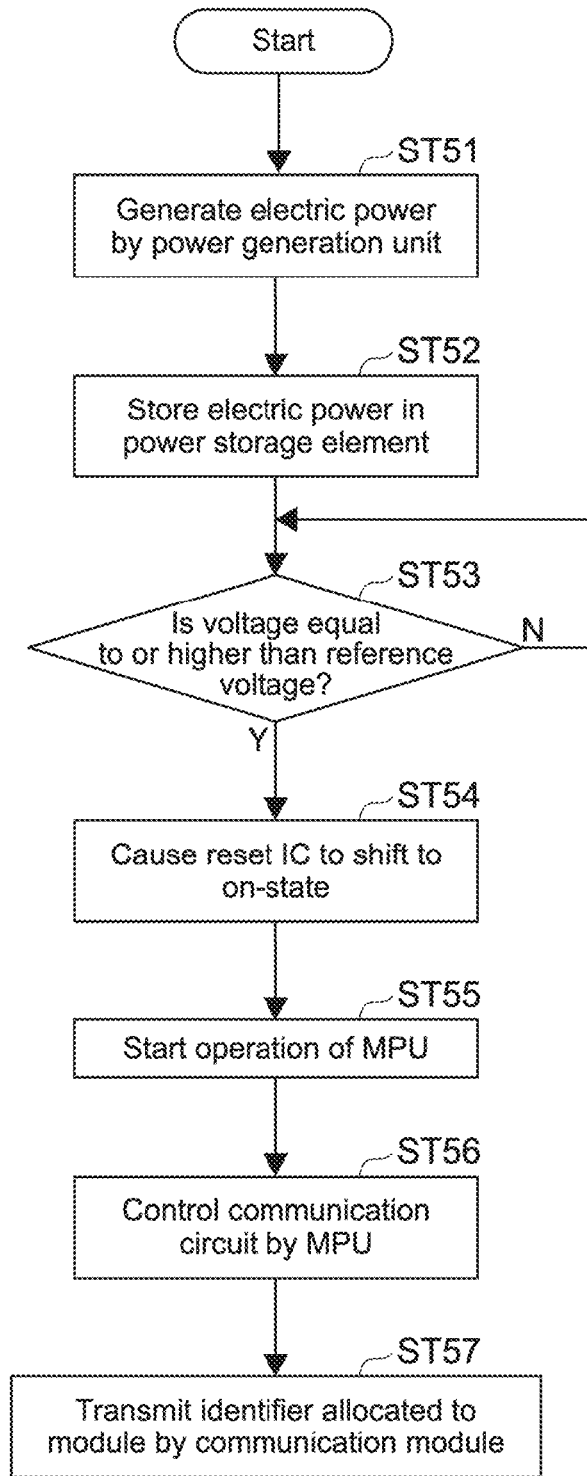 Start
ST51
Generate electric power
by power generation unit
ST52
Store electric power in
power storage element
ST53
Is voltage equal
to or higher than reference
voltage?
N
Y
ST54
Cause reset IC to shift to
on-state
ST55
Start operation of MPU
ST56
Control communication
circuit by MPU
ST57
Transmit identifier allocated to
module by communication module